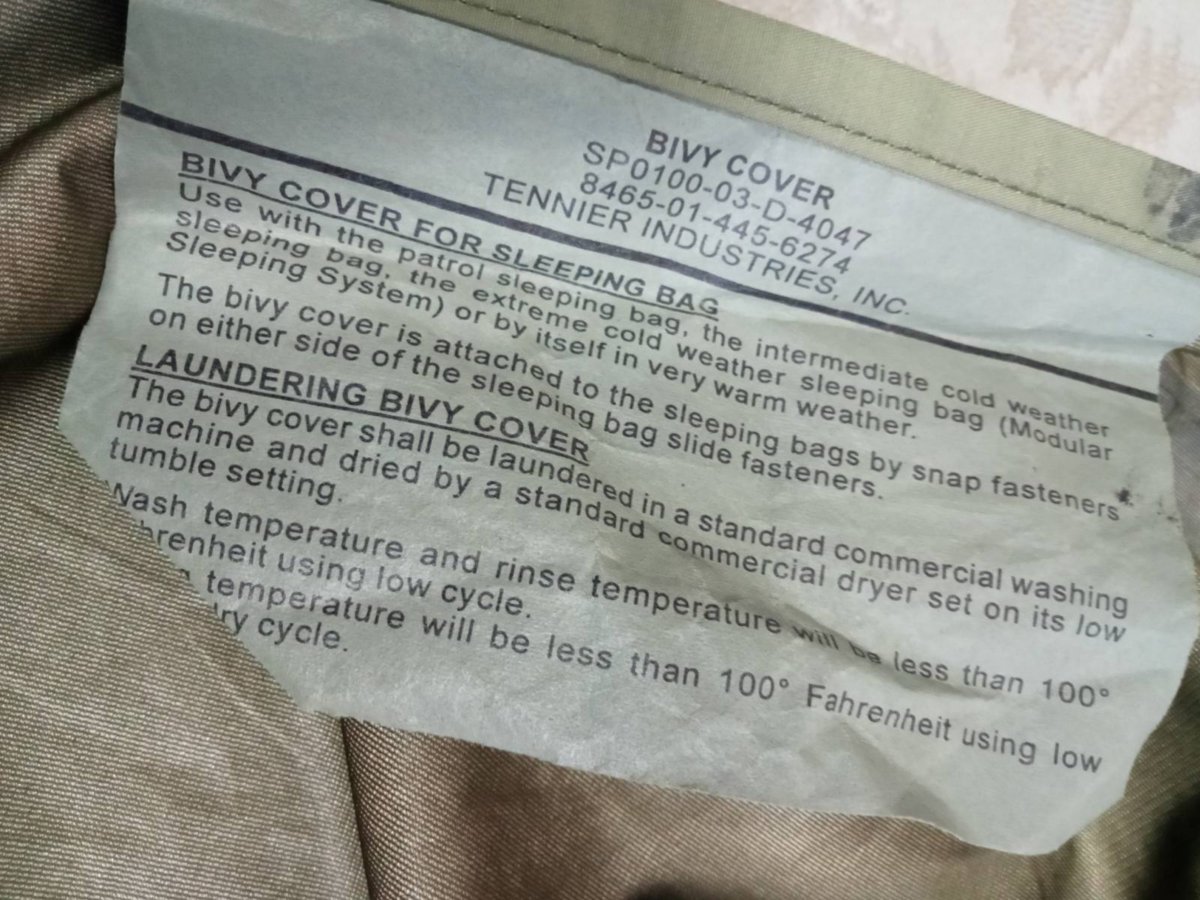 BIVY COVER
SP0100-03-D-4047
8465-01-445-6274
TENNIER INDUSTRIES, INC.
BIVY COVER FOR SLEEPING BAG
Use with the patrol sleeping bag, the intermediate cold weather
sleeping bag, the extreme cold weather sleeping bag (Modular
Sleeping System) or by itself in very warm weather.
The bivy cover is attached to the sleeping bags by snap fasteners
on either side of the sleeping bag slide fasteners.
LAUNDERING BIVY COVER
The bivy cover shall be laundered in a standard commercial washing
machine and dried by a standard commercial dryer set on its low
tumble setting.
Wash temperature and rinse temperature will be less than 100°
hrenheit using low cycle.
temperature will be less than 100° Fahrenheit using low
ry cycle.